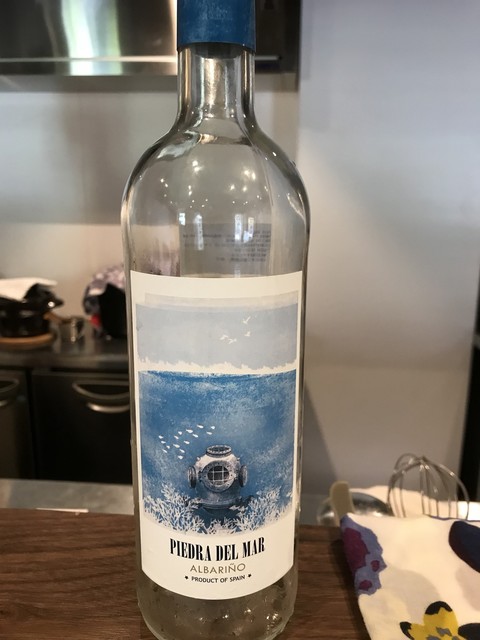 PIEDRA DEL MAR
ALBARIÑO
PRODUCT OF SPAIN